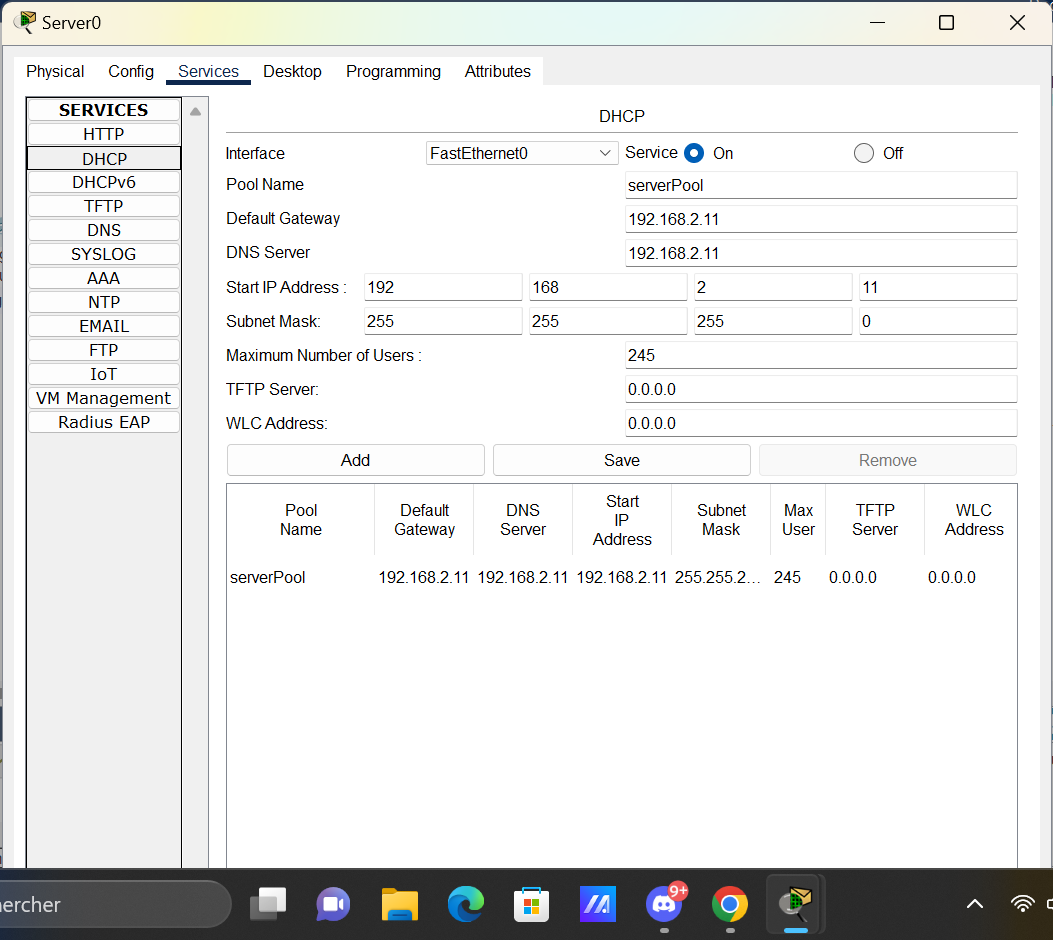 Server0
Physical Config Services Desktop Programming Attributes
SERVICES
HTTP
DHCP
DHCPv6
TFTP
DNS
SYSLOG
AAA
NTP
EMAIL
FTP
IoT
VM Management
Radius EAP
DHCP
Interface FastEthernet0 Service On Off
Pool Name serverPool
Default Gateway 192.168.2.11
DNS Server 192.168.2.11
Start IP Address : 192 168 2 11
Subnet Mask: 255 255 255 0
Maximum Number of Users : 245
TFTP Server: 0.0.0.0
WLC Address: 0.0.0.0
Add Save Remove
Pool Name Default Gateway DNS Server Start IP Address Subnet Mask Max User TFTP Server WLC Address
serverPool 192.168.2.11 192.168.2.11 192.168.2.11 255.255.2... 245 0.0.0.0 0.0.0.0
ercher 9+